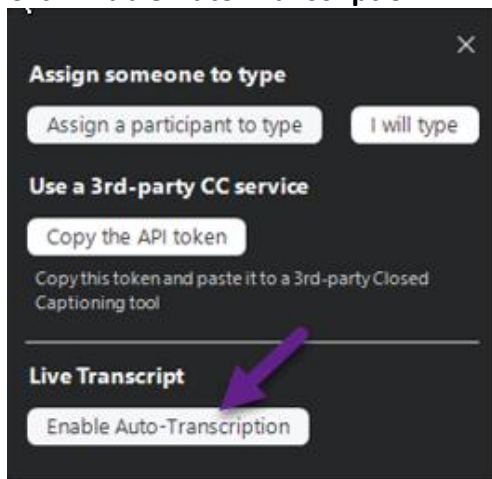 Assign someone to type
Assign a participant to type I will type
Use a 3rd-party CC service
Copy the API token
Copy this token and paste it to a 3rd-party Closed
Captioning tool
Live Transcript
Enable Auto-Transcription